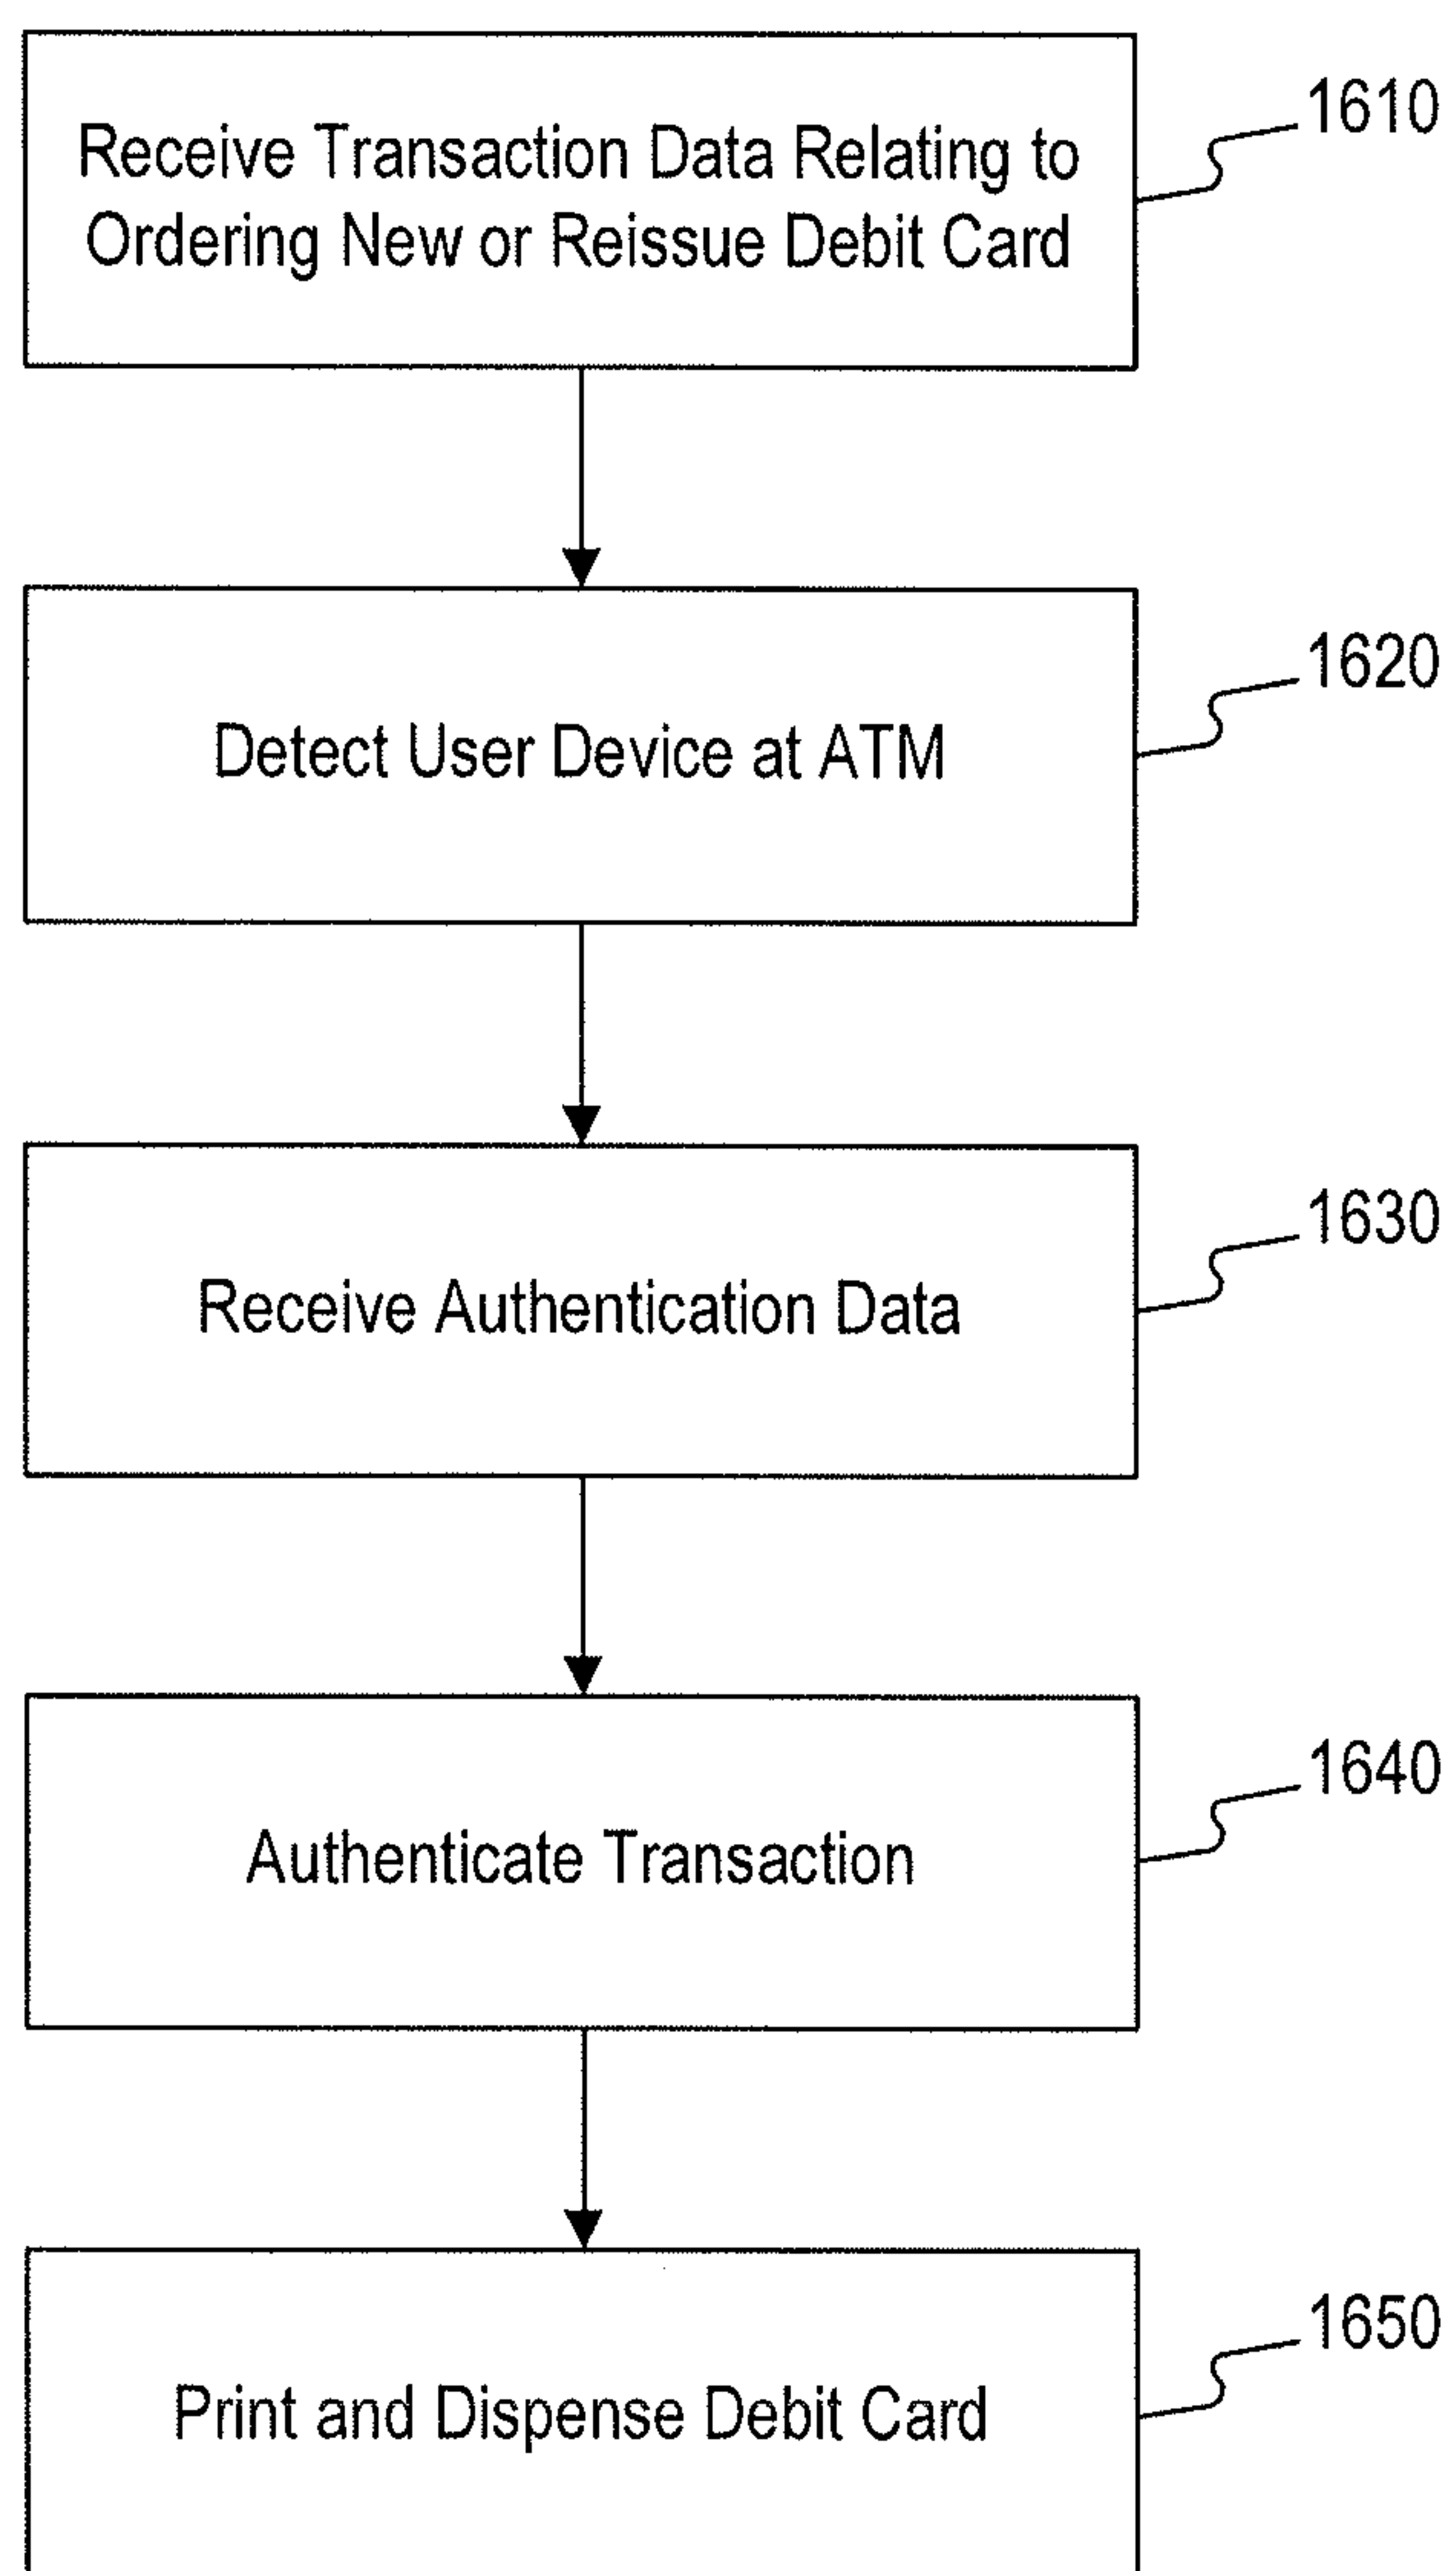 Receive Transaction Data Relating to
Ordering New or Reissue Debit Card
1610
Detect User Device at ATM
1620
Receive Authentication Data
1630
Authenticate Transaction
1640
Print and Dispense Debit Card
1650